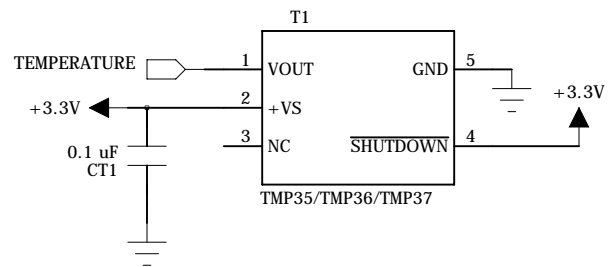 T1
TEMPERATURE
1
VOUT
GND
5
+3.3V
2
+VS
+3.3V
3
NC
SHUTDOWN
4
0.1 uF
CT1
TMP35/TMP36/TMP37